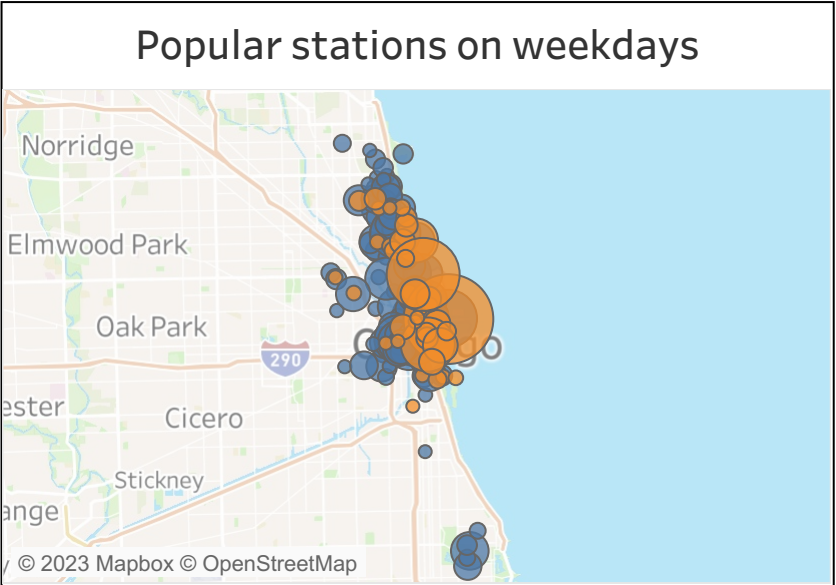 Popular stations on weekdays
Norridge
Elmwood Park
Oak Park
290
ester
Cicero
Stickney
ange
© 2023 Mapbox © OpenStreetMap